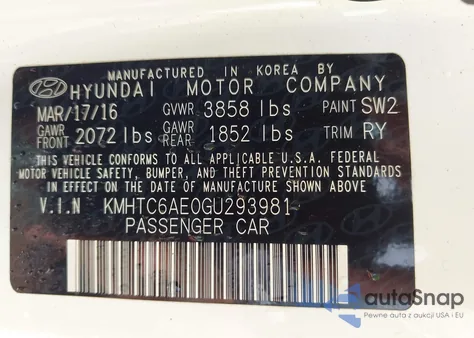 MANUFACTURED IN KOREA BY
HYUNDAI MOTOR COMPANY
MAR/17/16 GVWR 3858 lbs PAINT SW2
GAWR FRONT 2072 lbs GAWR REAR 1852 lbs TRIM RY
THIS VEHICLE CONFORMS TO ALL APPLICABLE U.S.A. FEDERAL
MOTOR VEHICLE SAFETY, BUMPER, AND THEFT PREVENTION STANDARDS
IN EFFECT ON THE DATE OF MANUFACTURE SHOWN ABOVE.
V.I.N KMHTC6AE0GU293981
PASSENGER CAR
autoSnap
Pewne auta z aukcji USA i EU